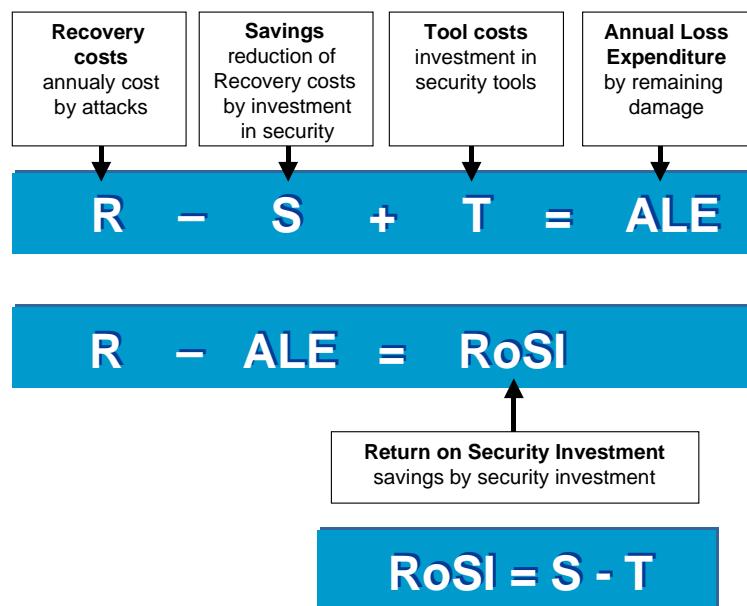 Recovery
costs
annualy cost
by attacks
Savings
reduction of
Recovery costs
by investment
in security
Tool costs
investment in
security tools
Annual Loss
Expenditure
by remaining
damage
R – S + T = ALE
R – ALE = RoSI
Return on Security Investment
savings by security investment
RoSI = S - T